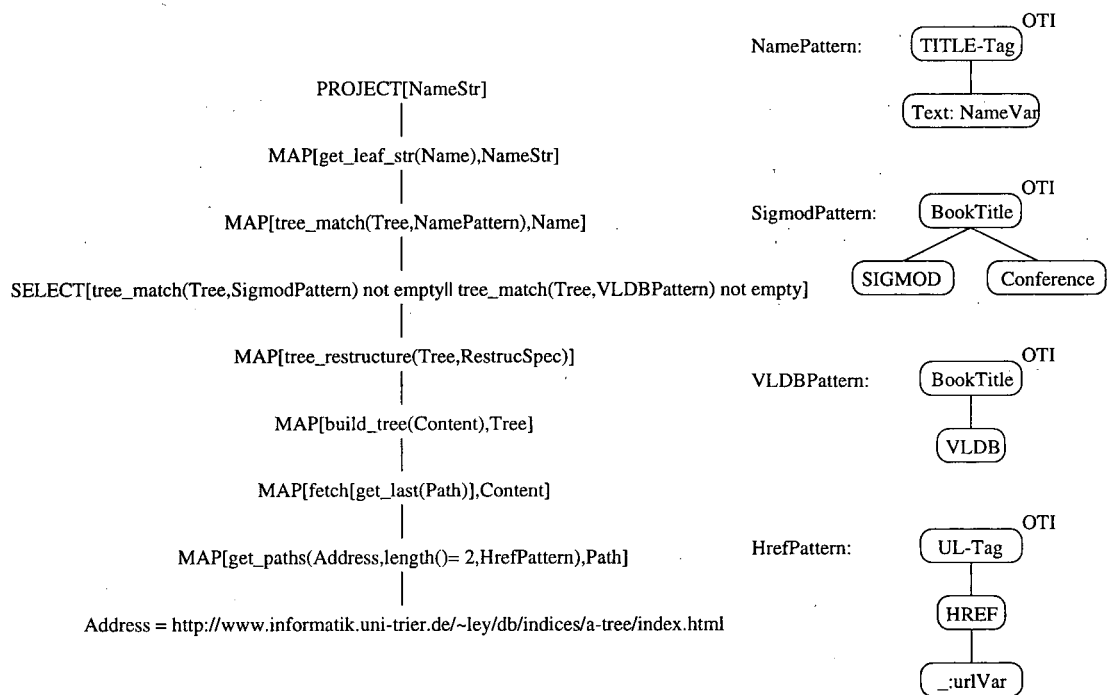 PROJECT[NameStr]
MAP[get_leaf_str(Name),NameStr]
MAP[tree_match(Tree,NamePattern),Name]
SELECT[tree_match(Tree,SigmodPattern) not empty|| tree_match(Tree,VLDBPattern) not empty]
MAP[tree_restructure(Tree,RestrucSpec)]
MAP[build_tree(Content),Tree]
MAP[fetch[get_last(Path)],Content]
MAP[get_paths(Address,length()= 2,HrefPattern),Path]
Address = http://www.informatik.uni-trier.de/~ley/db/indices/a-tree/index.html
OTI
NamePattern: TITLE-Tag
Text: NameVar
OTI
SigmodPattern: BookTitle
SIGMOD Conference
OTI
VLDBPattern: BookTitle
VLDB
OTI
HrefPattern: UL-Tag
HREF
_:urlVar